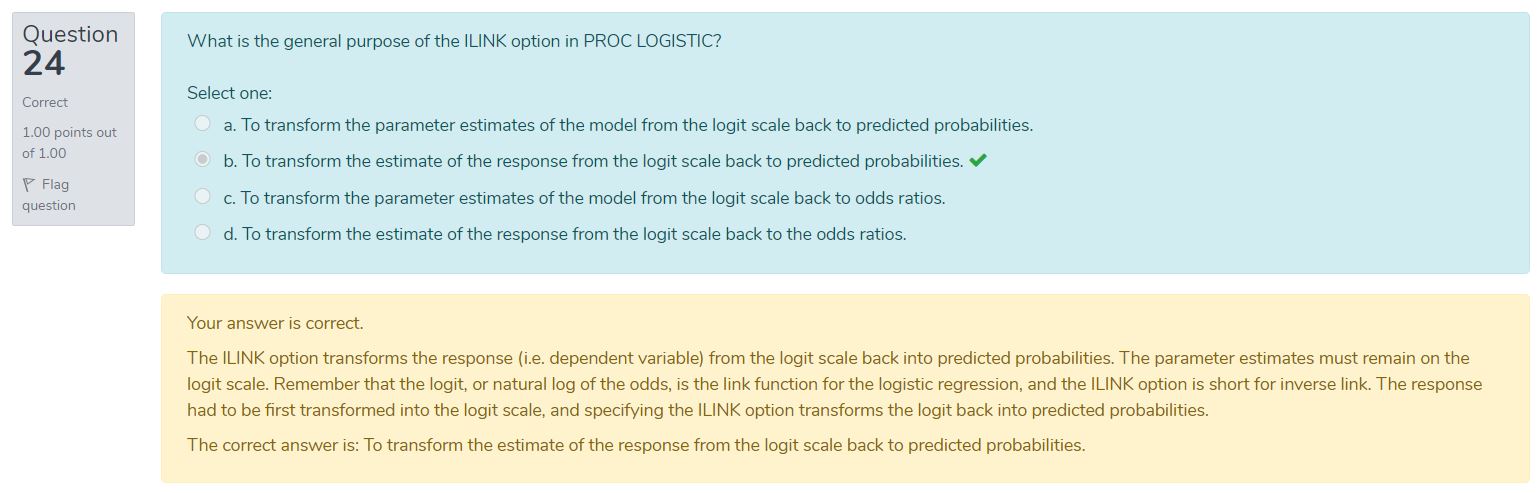 Question
24
Correct
1.00 points out
of 1.00
Flag
question
What is the general purpose of the ILINK option in PROC LOGISTIC?
Select one:
a. To transform the parameter estimates of the model from the logit scale back to predicted probabilities.
b. To transform the estimate of the response from the logit scale back to predicted probabilities.
c. To transform the parameter estimates of the model from the logit scale back to odds ratios.
d. To transform the estimate of the response from the logit scale back to the odds ratios.
Your answer is correct.
The ILINK option transforms the response (i.e. dependent variable) from the logit scale back into predicted probabilities. The parameter estimates must remain on the
logit scale. Remember that the logit, or natural log of the odds, is the link function for the logistic regression, and the ILINK option is short for inverse link. The response
had to be first transformed into the logit scale, and specifying the ILINK option transforms the logit back into predicted probabilities.
The correct answer is: To transform the estimate of the response from the logit scale back to predicted probabilities.